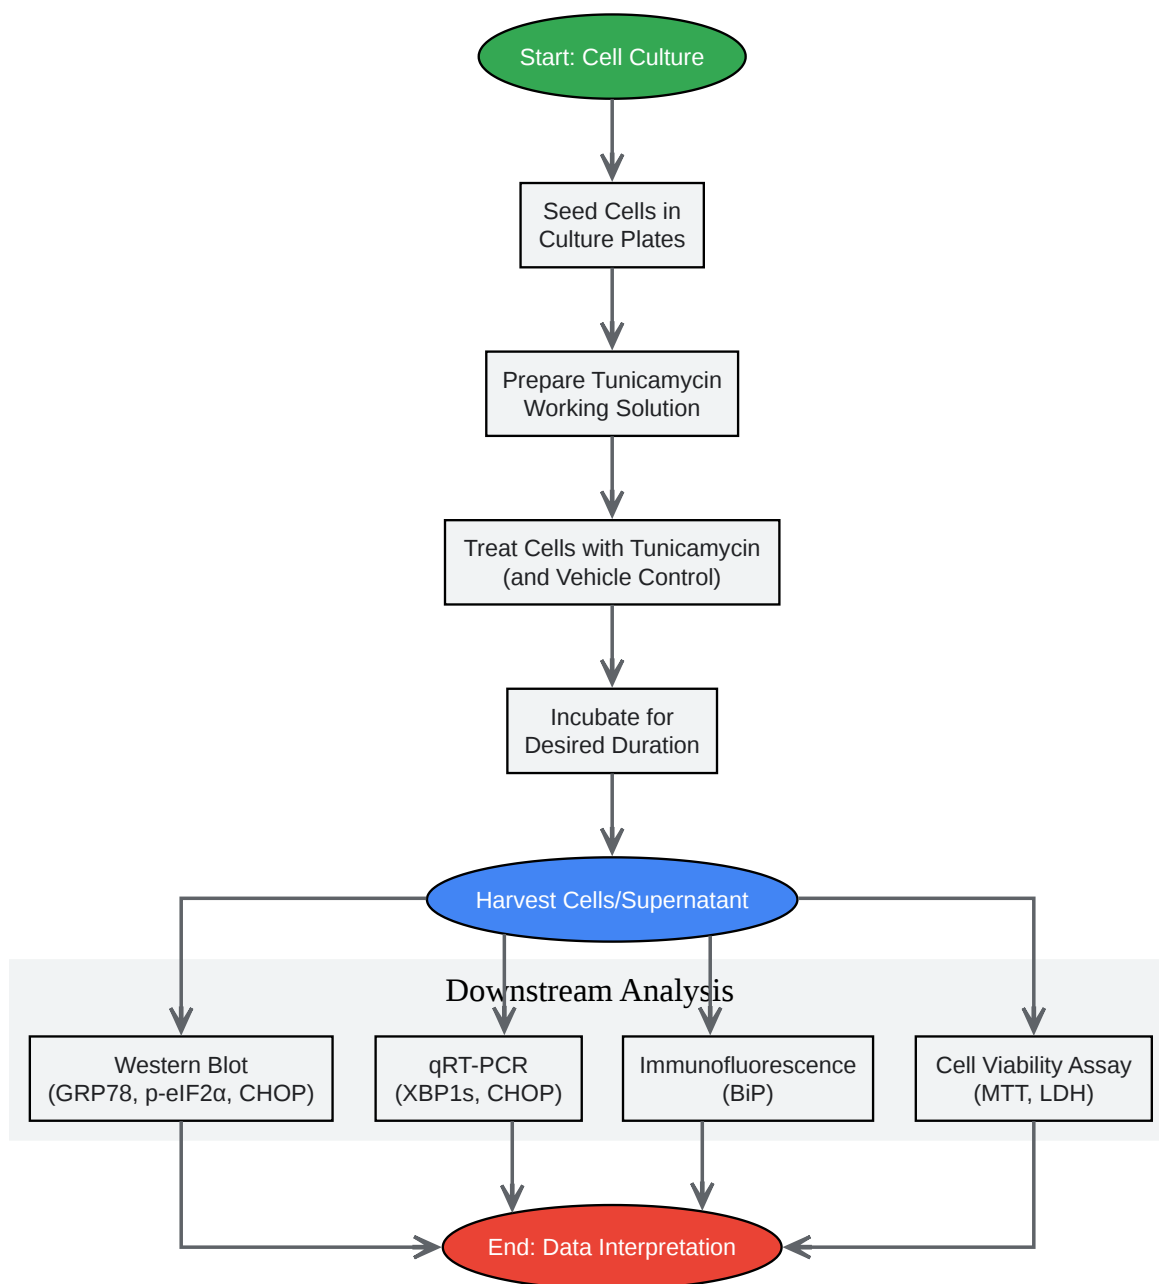 Start: Cell Culture
Seed Cells in
Culture Plates
Prepare Tunicamycin
Working Solution
Treat Cells with Tunicamycin
(and Vehicle Control)
Incubate for
Desired Duration
Harvest Cells/Supernatant
Downstream Analysis
Western Blot
(GRP78, p-eIF2α, CHOP)
qRT-PCR
(XBP1s, CHOP)
Immunofluorescence
(BiP)
Cell Viability Assay
(MTT, LDH)
End: Data Interpretation